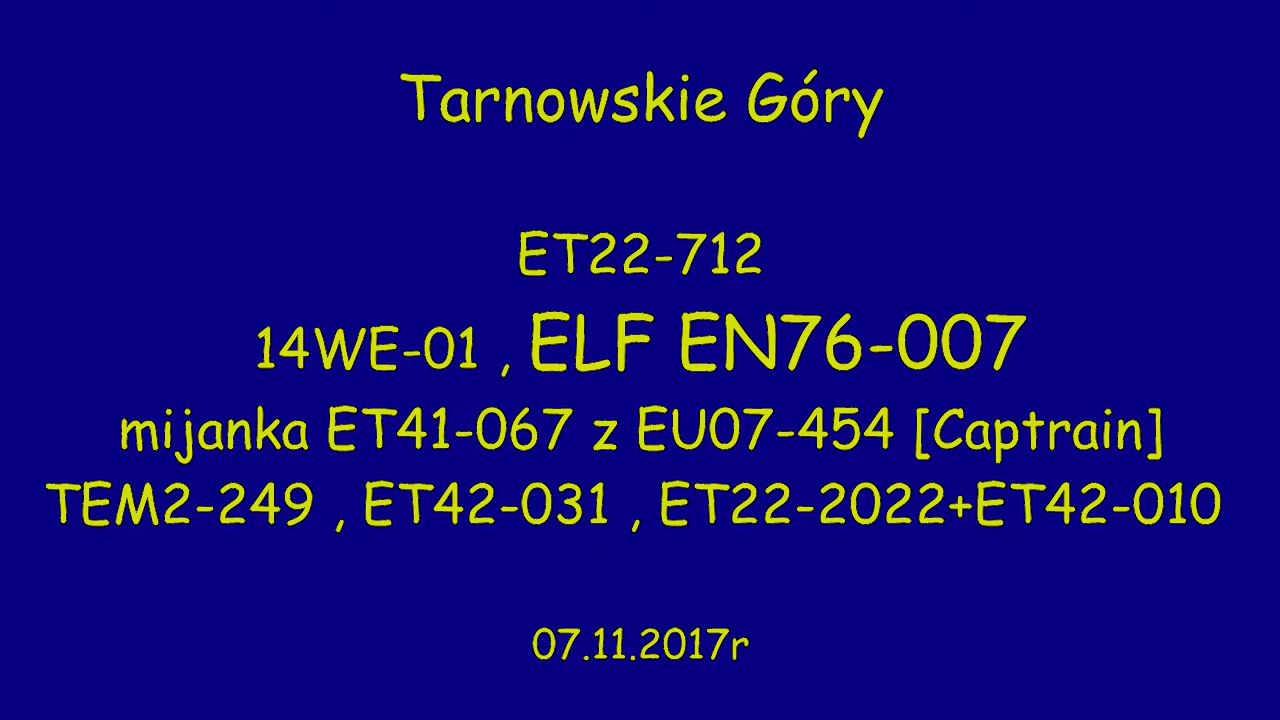 Tarnowskie Góry
ET22-712
14WE-01 , ELF EN76-007
mijanka ET41-067 z EU07-454 [Captrain]
TEM2-249 , ET42-031 , ET22-2022+ET42-010
07.11.2017r